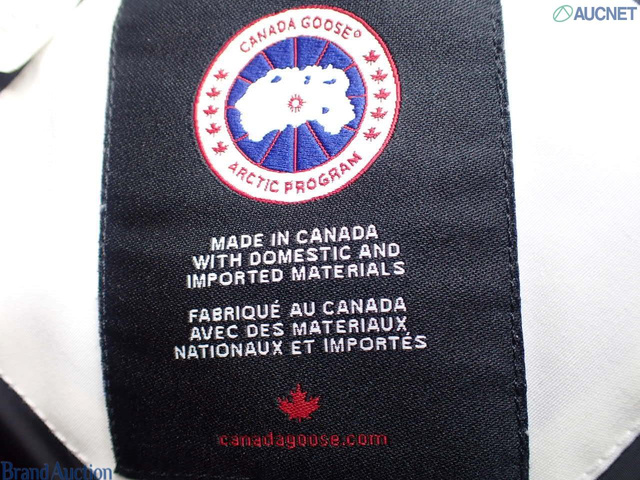 AUCNET
CANADA GOOSE®
ARCTIC PROGRAM
MADE IN CANADA
WITH DOMESTIC AND
IMPORTED MATERIALS
FABRIQUÉ AU CANADA
AVEC DES MATERIAUX
NATIONAUX ET IMPORTÉS
canadagoose.com
Brand Auction